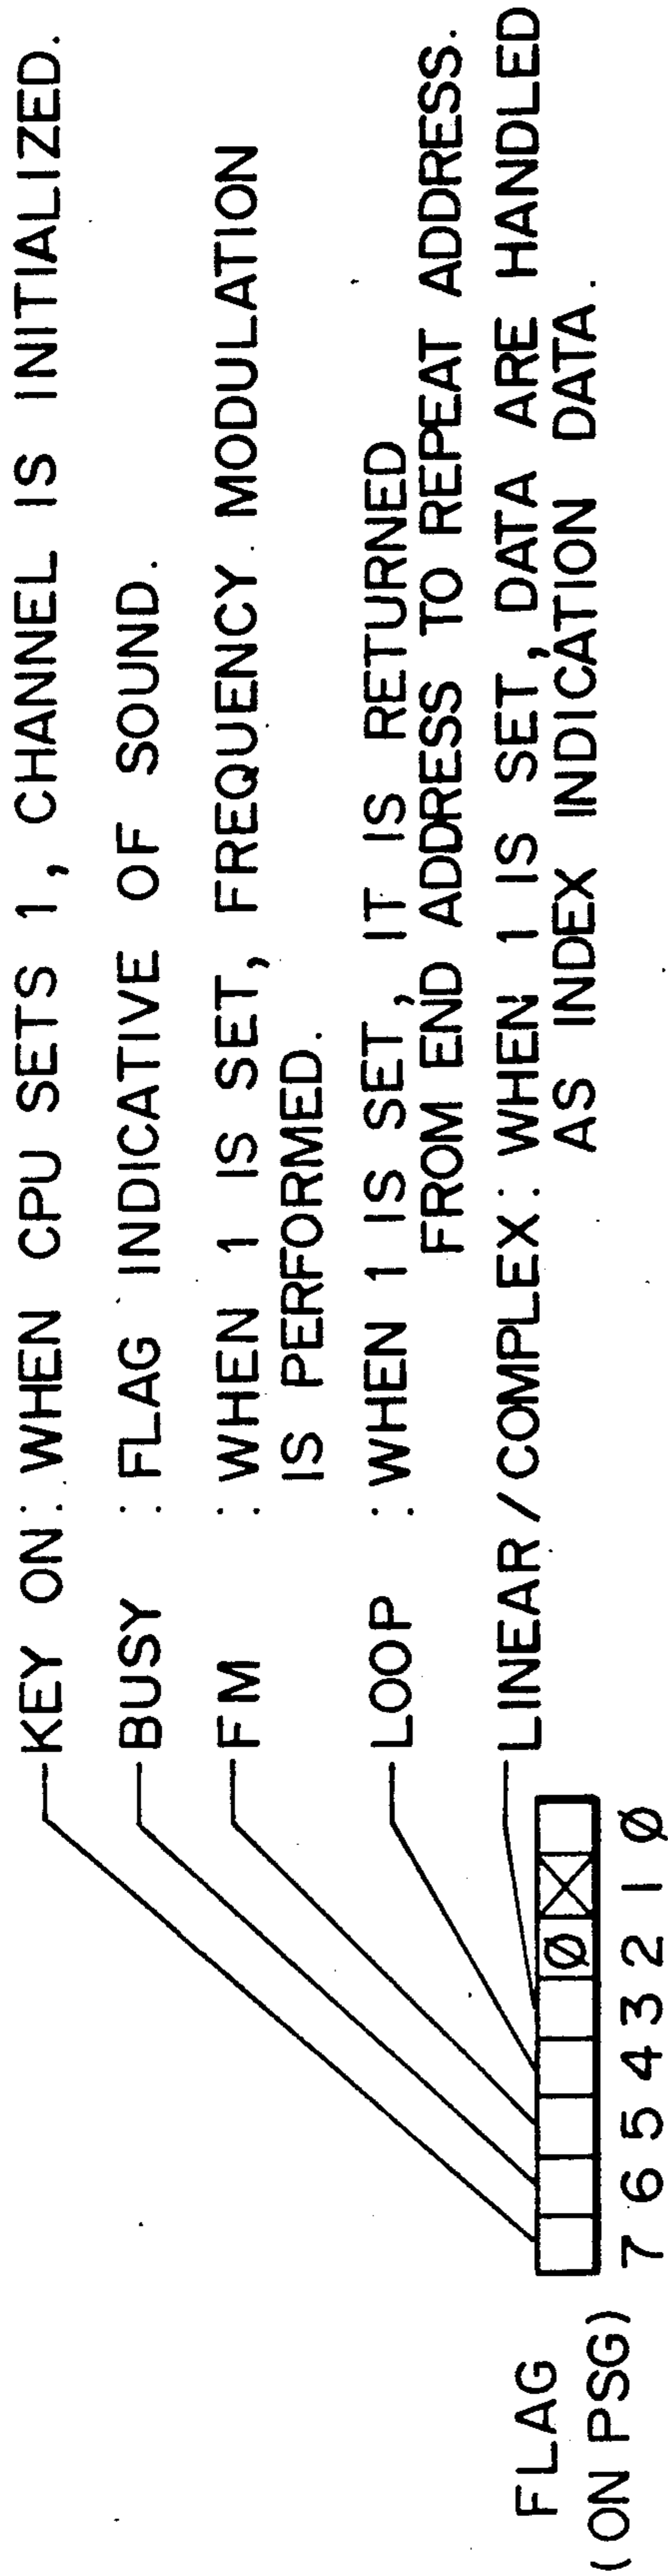 KEY ON: WHEN CPU SETS 1, CHANNEL IS INITIALIZED.
BUSY : FLAG INDICATIVE OF SOUND.
FM : WHEN 1 IS SET, FREQUENCY MODULATION
IS PERFORMED.
LOOP : WHEN 1 IS SET, IT IS RETURNED
FROM END ADDRESS TO REPEAT ADDRESS.
LINEAR/COMPLEX: WHEN 1 IS SET, DATA ARE HANDLED
AS INDEX INDICATION DATA.
FLAG
(ON PSG)
Ø
7 6 5 4 3 2 1 Ø